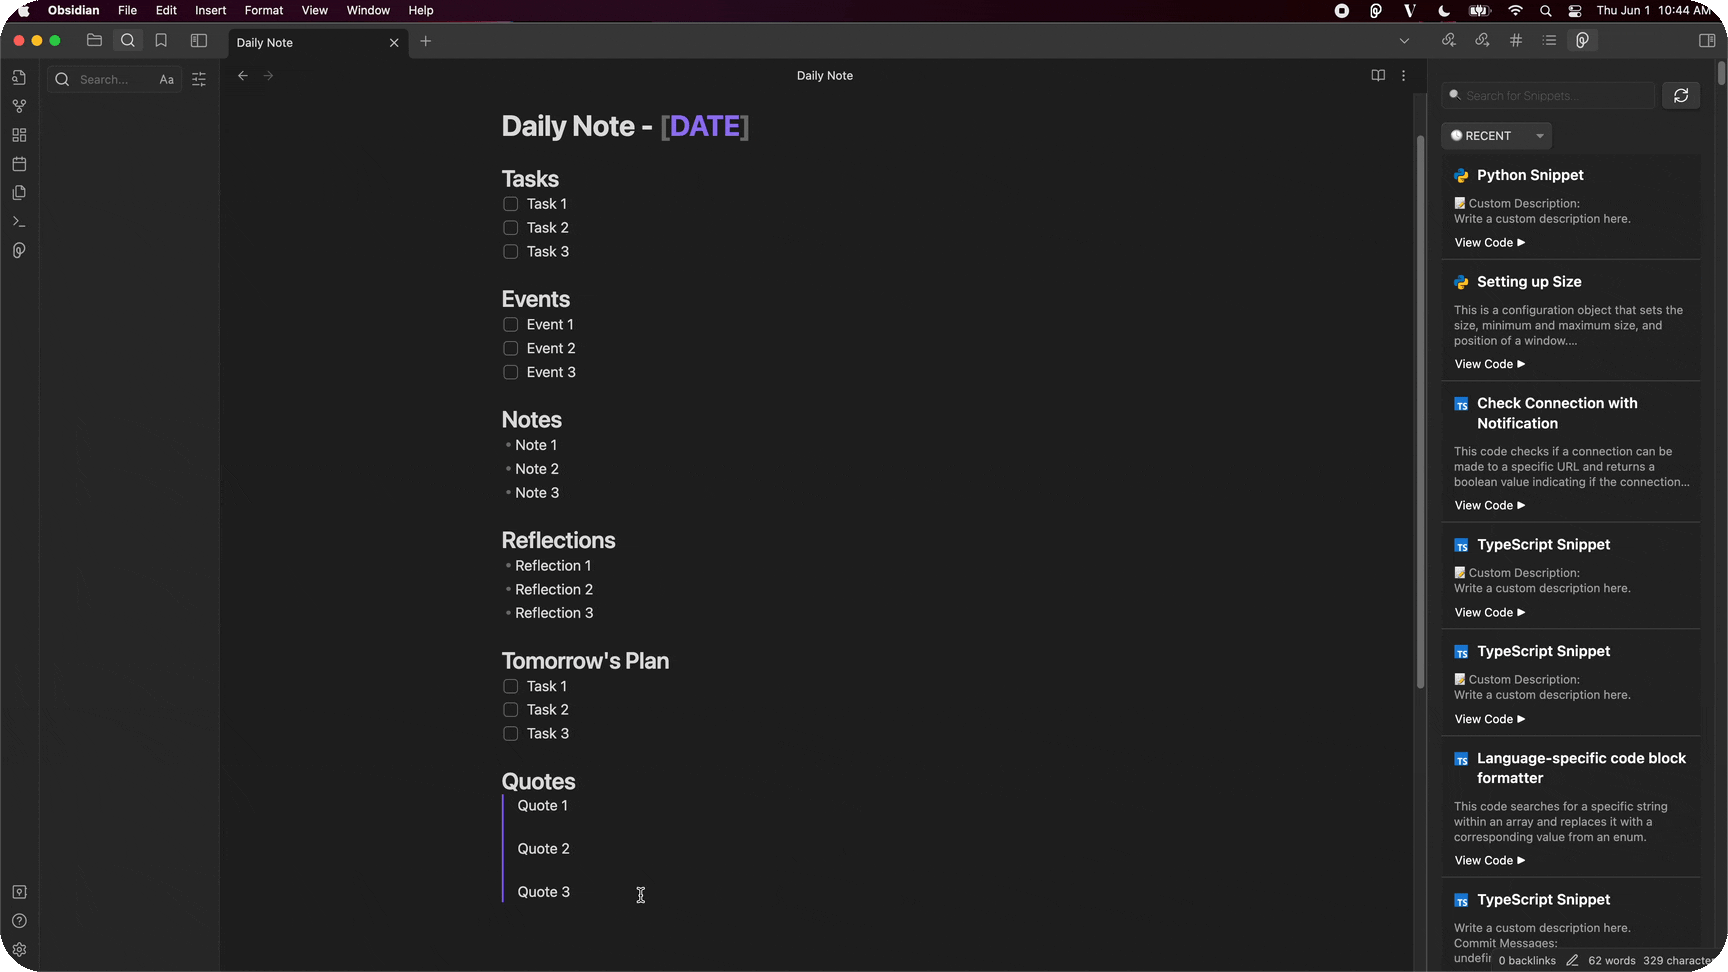 Obsidian File Edit Insert Format View Window Help Thu Jun 1 10:44 AM
Daily Note
Search... Aa
Daily Note
Daily Note - [DATE]
Tasks
Task 1
Task 2
Task 3
Events
Event 1
Event 2
Event 3
Notes
Note 1
Note 2
Note 3
Reflections
Reflection 1
Reflection 2
Reflection 3
Tomorrow's Plan
Task 1
Task 2
Task 3
Quotes
Quote 1
Quote 2
Quote 3
Search for Snippets...
RECENT
Python Snippet
Custom Description:
Write a custom description here.
View Code
Setting up Size
This is a configuration object that sets the
size, minimum and maximum size, and
position of a window....
View Code
TS Check Connection with
Notification
This code checks if a connection can be
made to a specific URL and returns a
boolean value indicating if the connection...
View Code
TS TypeScript Snippet
Custom Description:
Write a custom description here.
View Code
TS TypeScript Snippet
Custom Description:
Write a custom description here.
View Code
TS Language-specific code block
formatter
This code searches for a specific string
within an array and replaces it with a
corresponding value from an enum.
View Code
TS TypeScript Snippet
Write a custom description here.
Commit Messages:
0 backlinks 62 words 329 character